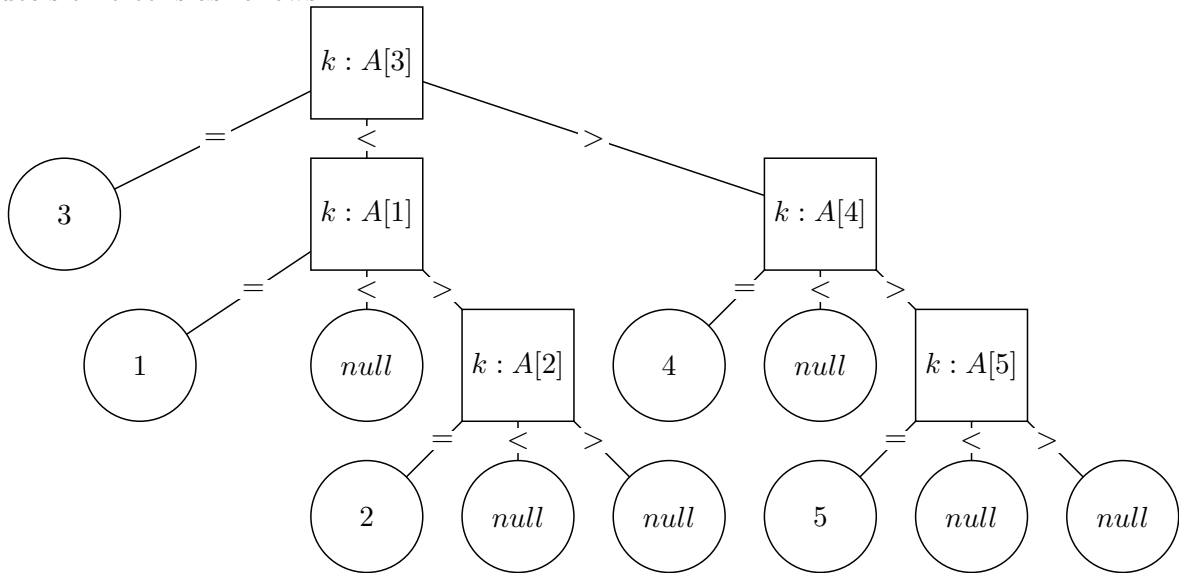 k : A[3]
= < >
3 k : A[1] k : A[4]
= < > = < >
1 null k : A[2] 4 null k : A[5]
= < > = < >
2 null null 5 null null